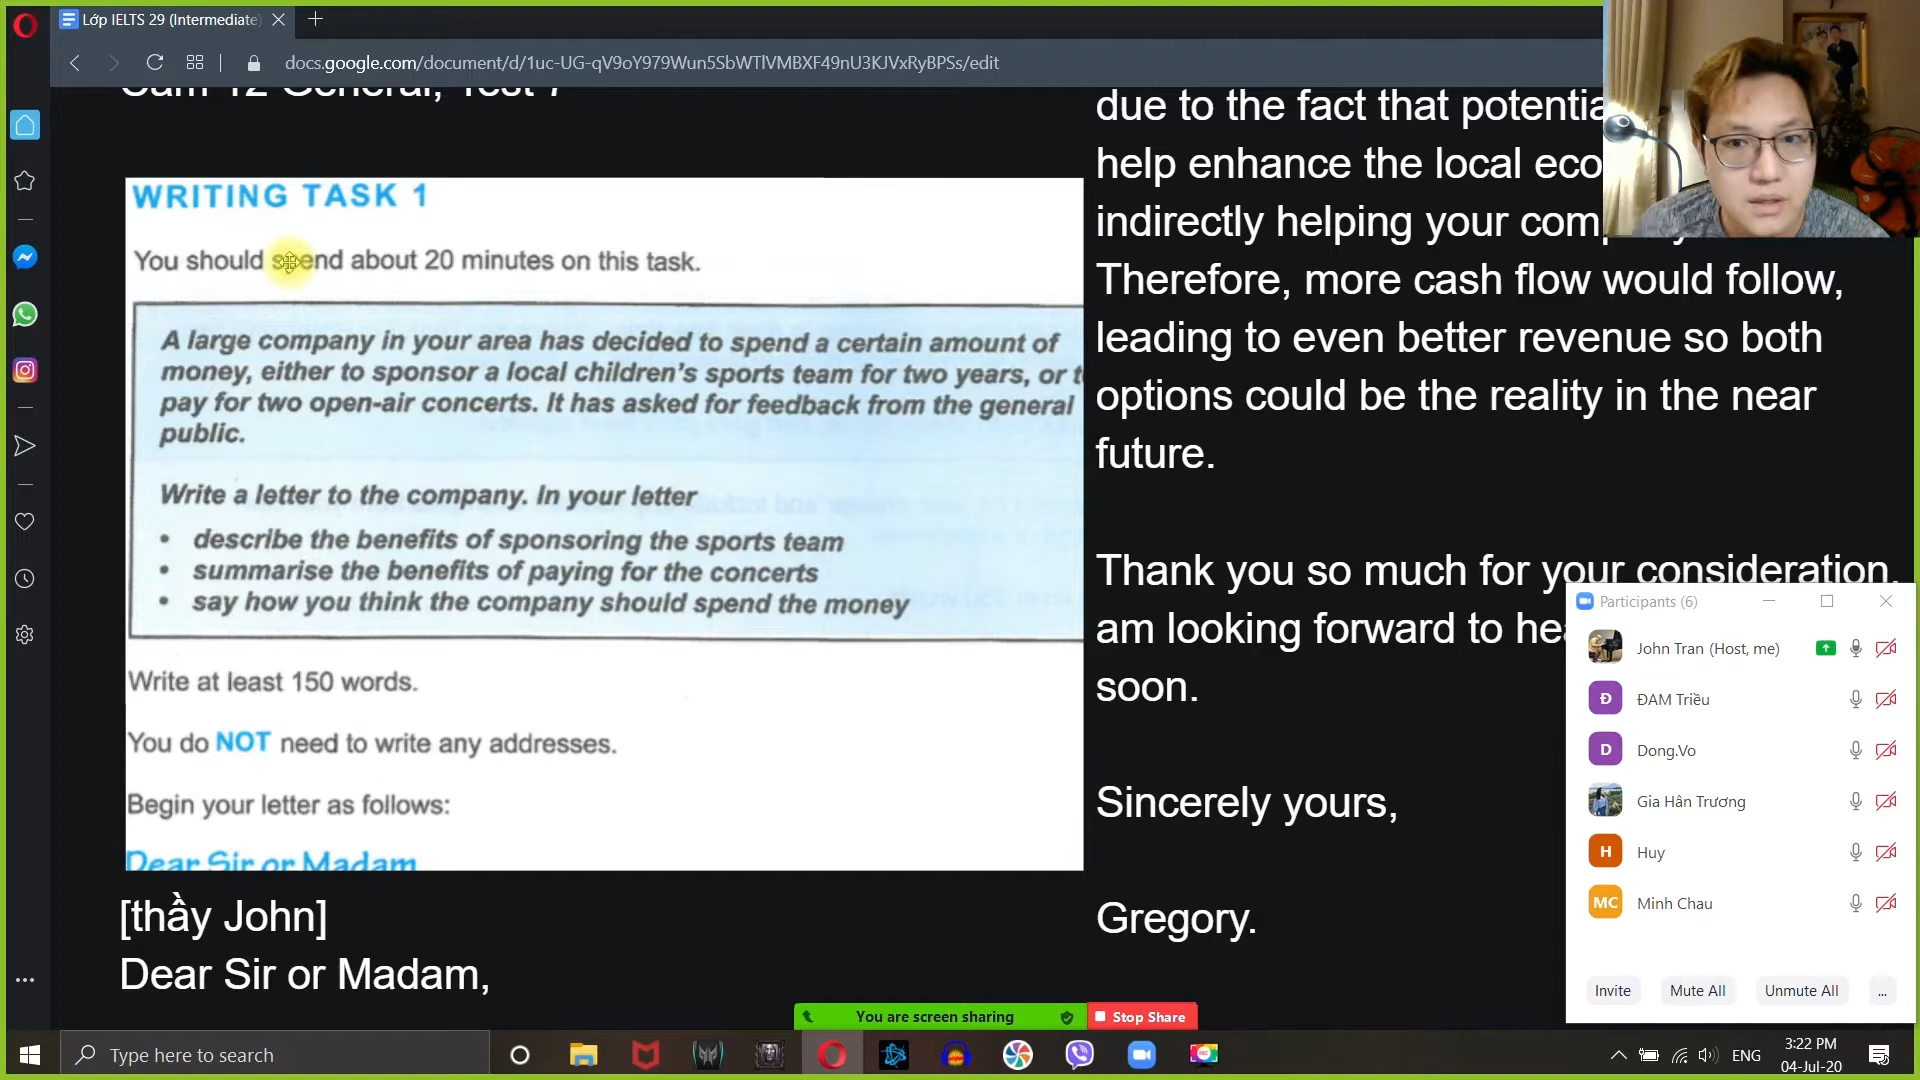 Lớp IELTS 29 (Intermediate)
docs.google.com/document/d/1uc-UG-qV9oY979Wun5SbWTlVMBXF49nU3KJVxRyBPSs/edit
Cam 12 General, Test 7
WRITING TASK 1
You should spend about 20 minutes on this task.
A large company in your area has decided to spend a certain amount of
money, either to sponsor a local children's sports team for two years, or t
pay for two open-air concerts. It has asked for feedback from the general
public.
Write a letter to the company. In your letter
• describe the benefits of sponsoring the sports team
• summarise the benefits of paying for the concerts
• say how you think the company should spend the money
Write at least 150 words.
You do NOT need to write any addresses.
Begin your letter as follows:
Dear Sir or Madam
[thầy John]
Dear Sir or Madam,
due to the fact that potentia
help enhance the local eco
indirectly helping your
Therefore, more cash flow would follow,
leading to even better revenue so both
options could be the reality in the near
future.
Thank you so much for your consideration.
am looking forward to hea
soon.
Sincerely yours,
Gregory.
Participants (6)
John Tran (Host, me)
Đ ĐAM Triều
D Dong.Vo
Gia Hân Trương
H Huy
MC Minh Chau
Invite
Mute All
Unmute All
...
You are screen sharing
Stop Share
Type here to search
ENG
3:22 PM
04-Jul-20